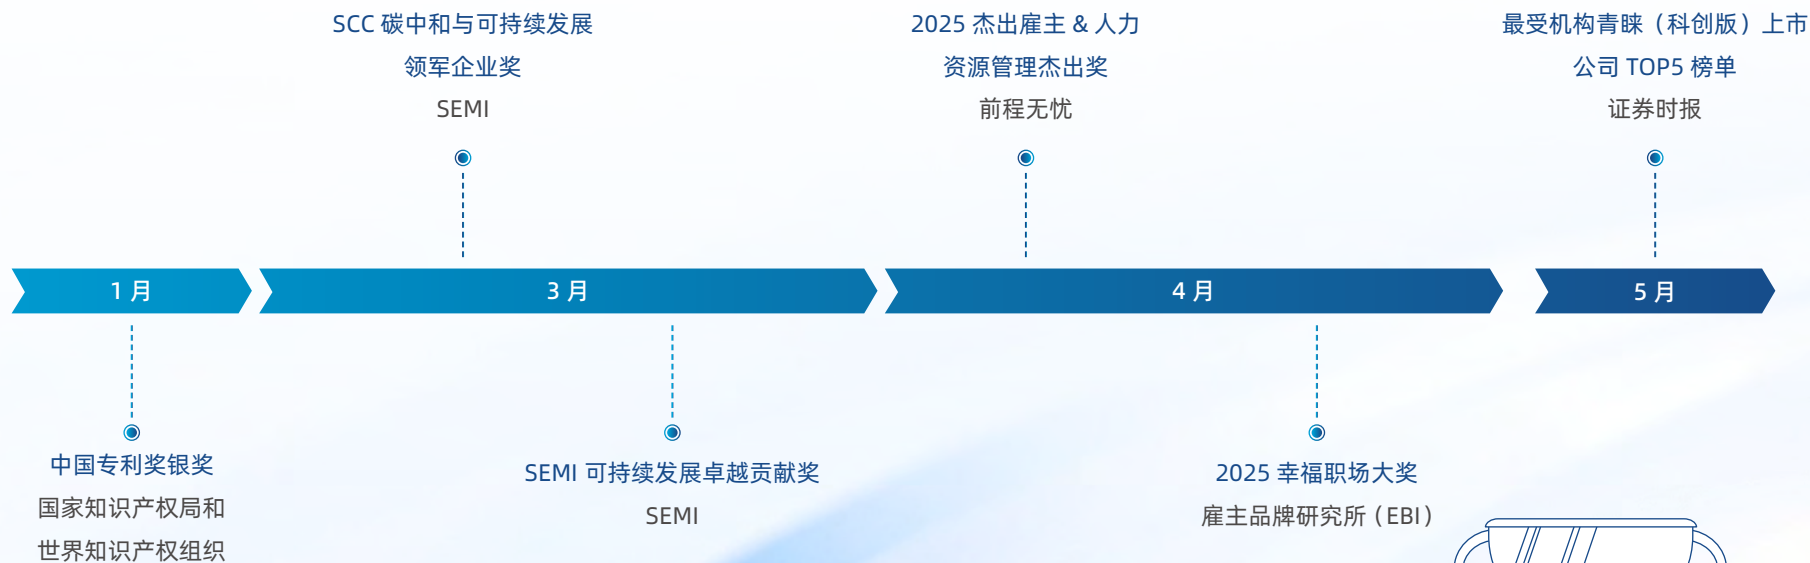 SCC 碳中和与可持续发展
领军企业奖
SEMI
2025 杰出雇主 & 人力
资源管理杰出奖
前程无忧
最受机构青睐（科创版）上市
公司 TOP5 榜单
证券时报
1 月
3 月
4 月
5 月
中国专利奖银奖
国家知识产权局和
世界知识产权组织
SEMI 可持续发展卓越贡献奖
SEMI
2025 幸福职场大奖
雇主品牌研究所（EBI）